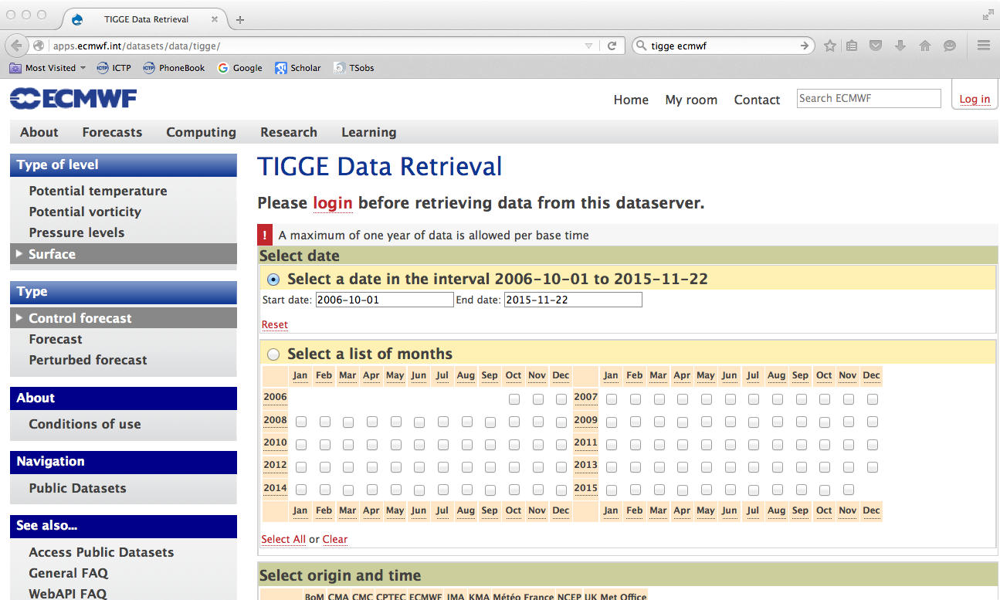 TIGGE Data Retrieval
apps.ecmwf.int/datasets/data/tigge/
tigge ecmwf
Most Visited ICTP PhoneBook Google Scholar TSobs
ECMWF
Home My room Contact Search ECMWF Log in
About Forecasts Computing Research Learning
Type of level
Potential temperature
Potential vorticity
Pressure levels
Surface
Type
Control forecast
Forecast
Perturbed forecast
About
Conditions of use
Navigation
Public Datasets
See also...
Access Public Datasets
General FAQ
WebAPI FAQ
TIGGE Data Retrieval
Please login before retrieving data from this dataserver.
! A maximum of one year of data is allowed per base time
Select date
Select a date in the interval 2006-10-01 to 2015-11-22
Start date: 2006-10-01 End date: 2015-11-22
Reset
Select a list of months
Jan Feb Mar Apr May Jun Jul Aug Sep Oct Nov Dec Jan Feb Mar Apr May Jun Jul Aug Sep Oct Nov Dec
2006 2007
2008 2009
2010 2011
2012 2013
2014 2015
Jan Feb Mar Apr May Jun Jul Aug Sep Oct Nov Dec Jan Feb Mar Apr May Jun Jul Aug Sep Oct Nov Dec
Select All or Clear
Select origin and time
BoM CMA CMC CPTEC ECMWF JMA KMA Météo France NCEP UK Met Office